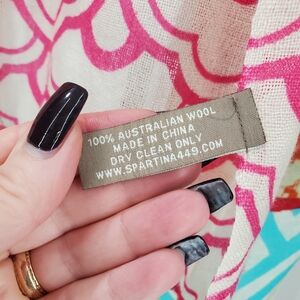 100% AUSTRALIAN WOOL
MADE IN CHINA
DRY CLEAN ONLY
WWW.SPARTINA449.COM